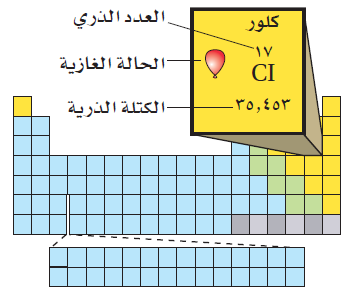 العدد الذري
الحالة الغازية
الكتلة الذرية
كلور
١٧
Cl
٣٥,٤٥٣